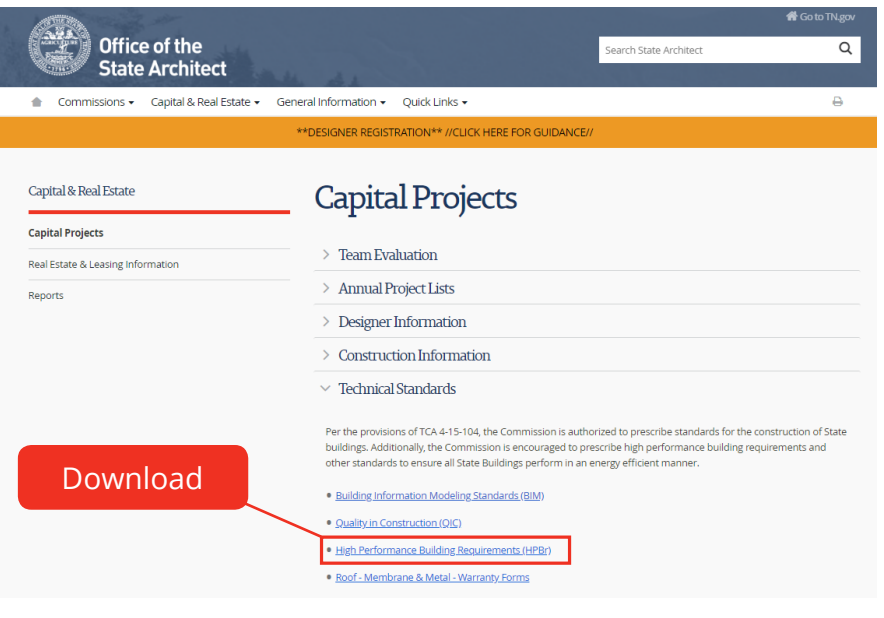 Go to TN.gov
AGRICULTURE
Office of the
State Architect
Search State Architect
Commissions Capital & Real Estate General Information Quick Links
**DESIGNER REGISTRATION** //CLICK HERE FOR GUIDANCE//
Capital & Real Estate
Capital Projects
Real Estate & Leasing Information
Reports
Capital Projects
Team Evaluation
Annual Project Lists
Designer Information
Construction Information
Technical Standards
Per the provisions of TCA 4-15-104, the Commission is authorized to prescribe standards for the construction of State
buildings. Additionally, the Commission is encouraged to prescribe high performance building requirements and
other standards to ensure all State Buildings perform in an energy efficient manner.
Download
Building Information Modeling Standards (BIM)
Quality in Construction (QIC)
High Performance Building Requirements (HPBr)
Roof - Membrane & Metal - Warranty Forms